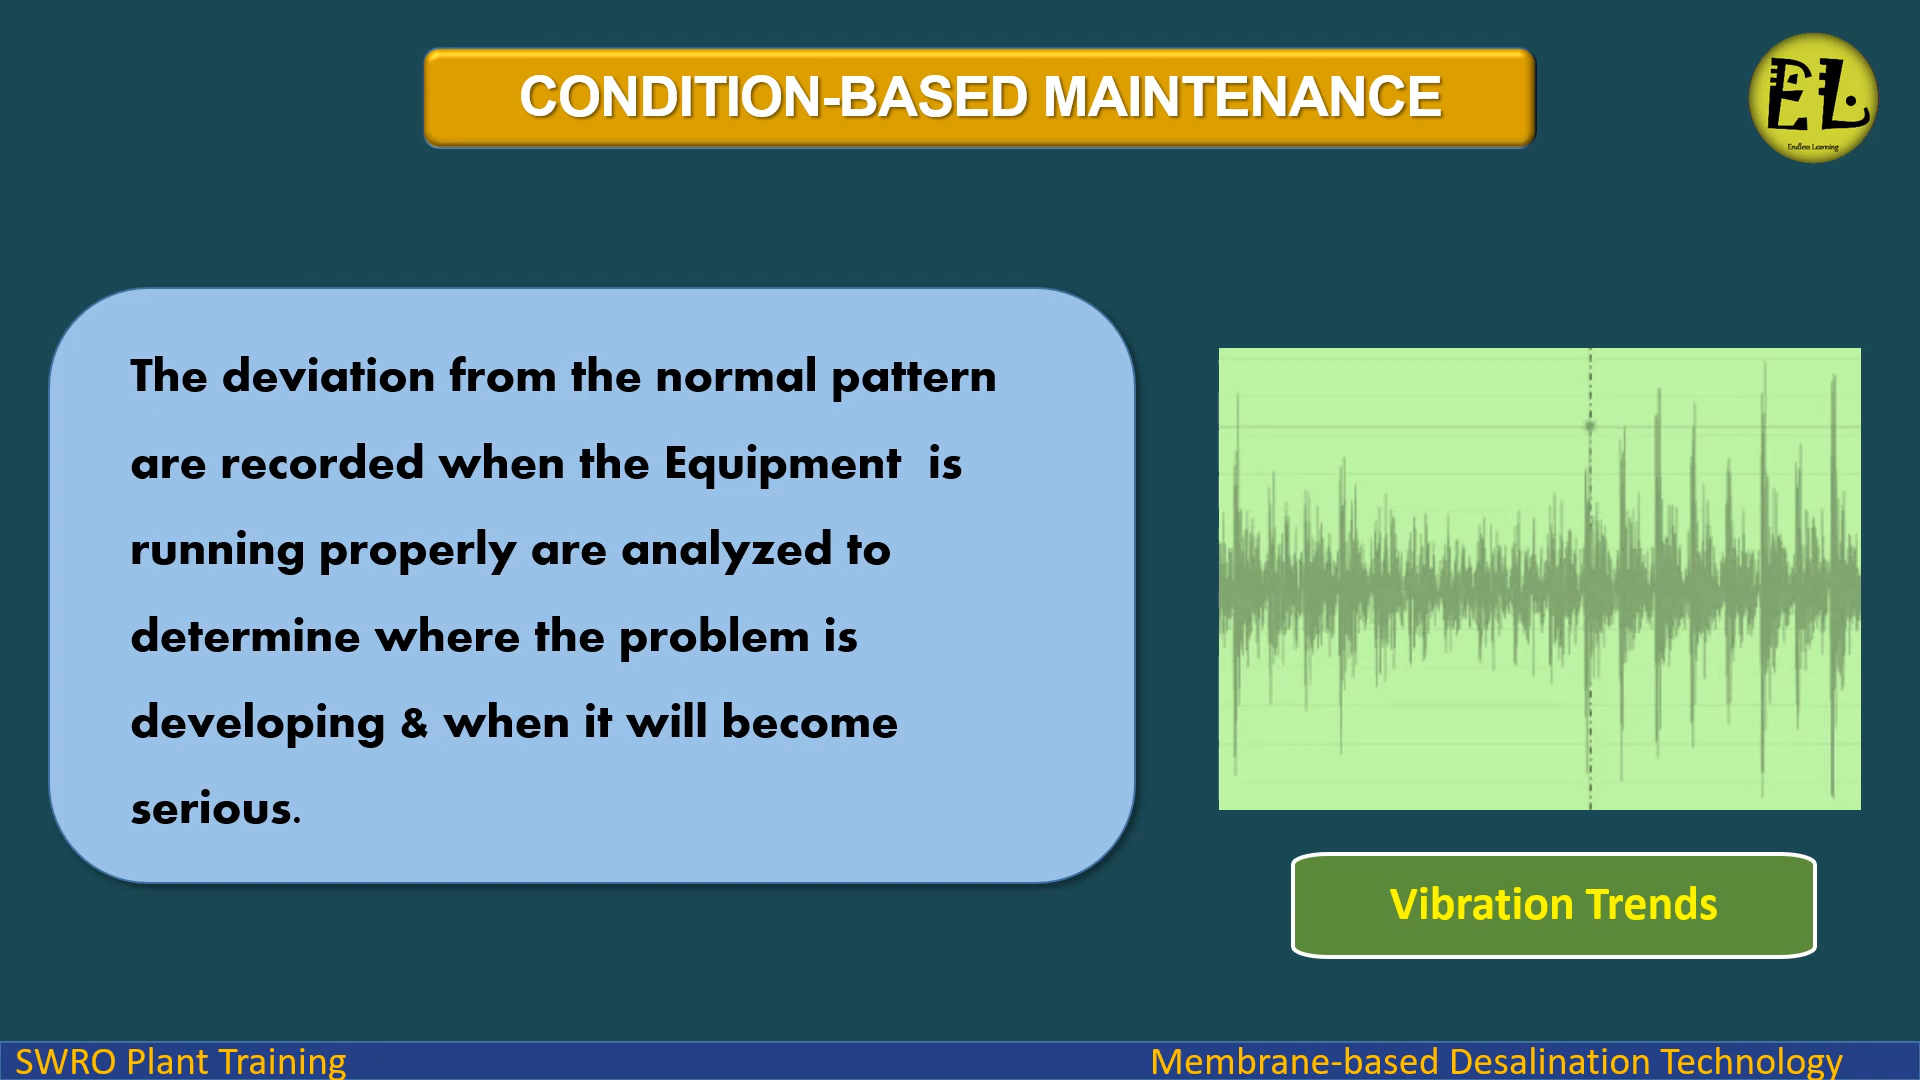 CONDITION-BASED MAINTENANCE
EL
Endless Learning
The deviation from the normal pattern
are recorded when the Equipment  is
running properly are analyzed to
determine where the problem is
developing & when it will become
serious.
Vibration Trends
SWRO Plant Training
Membrane-based Desalination Technology